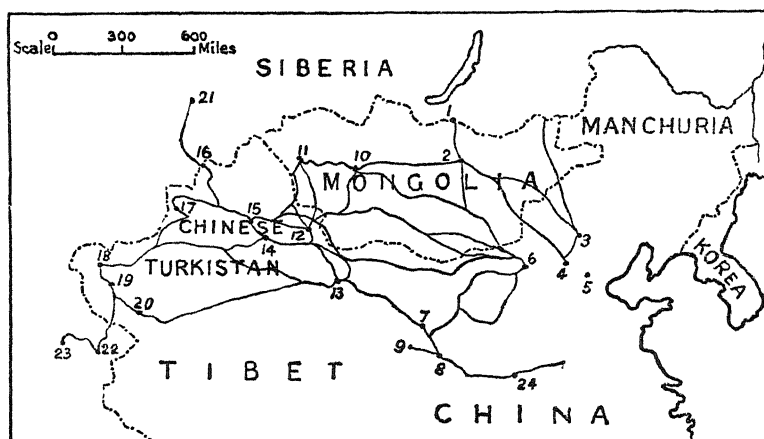 Scale 0 300 600 Miles
SIBERIA
21
1
MANCHURIA
16
11
10
2
MONGOLIA
17
15
CHINESE
12
3
18
14
TURKISTAN
6
4
5
KOREA
19
13
20
7
23
22
9
8
TIBET
24
CHINA